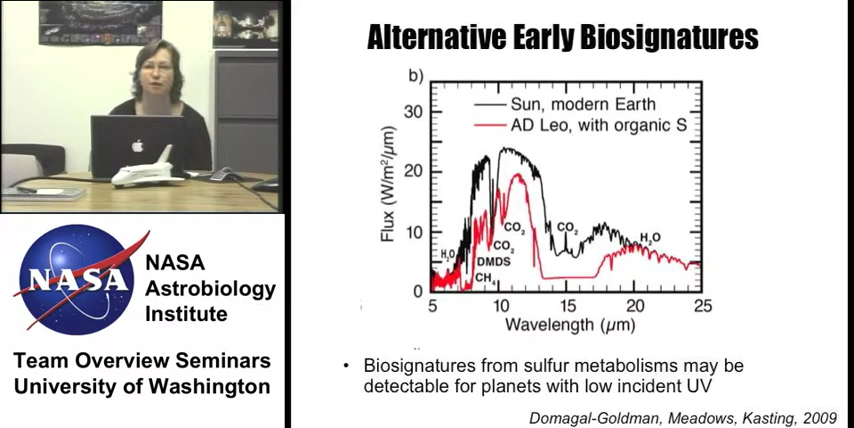 Alternative Early Biosignatures
b)
Sun, modern Earth
AD Leo, with organic S
Flux (W/m²/μm)
30
20
10
0
H₂O
CH₄
DMDS
CO₂
CO₂
CO₂
H₂O
5
10
15
20
25
Wavelength (μm)
NASA
NASA
Astrobiology
Institute
Team Overview Seminars
University of Washington
• Biosignatures from sulfur metabolisms may be
detectable for planets with low incident UV
Domagal-Goldman, Meadows, Kasting, 2009